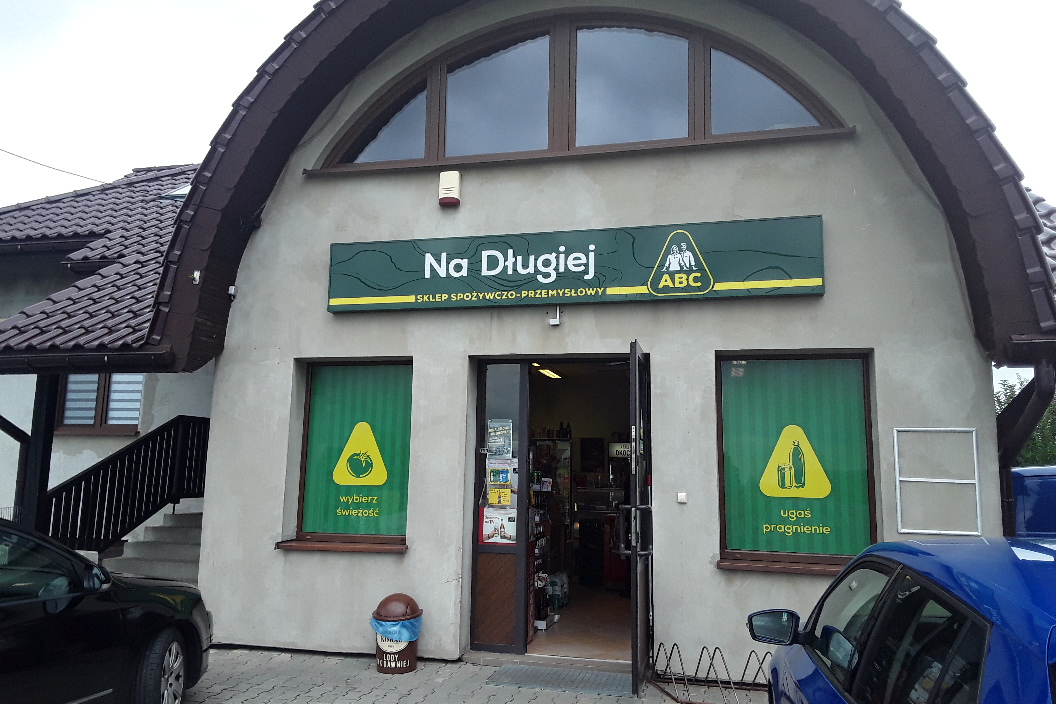 Na Długiej
SKLEP SPOŻYWCZO-PRZEMYSŁOWY
ABC
wybierz
świeżość
ugaś
pragnienie
LODY